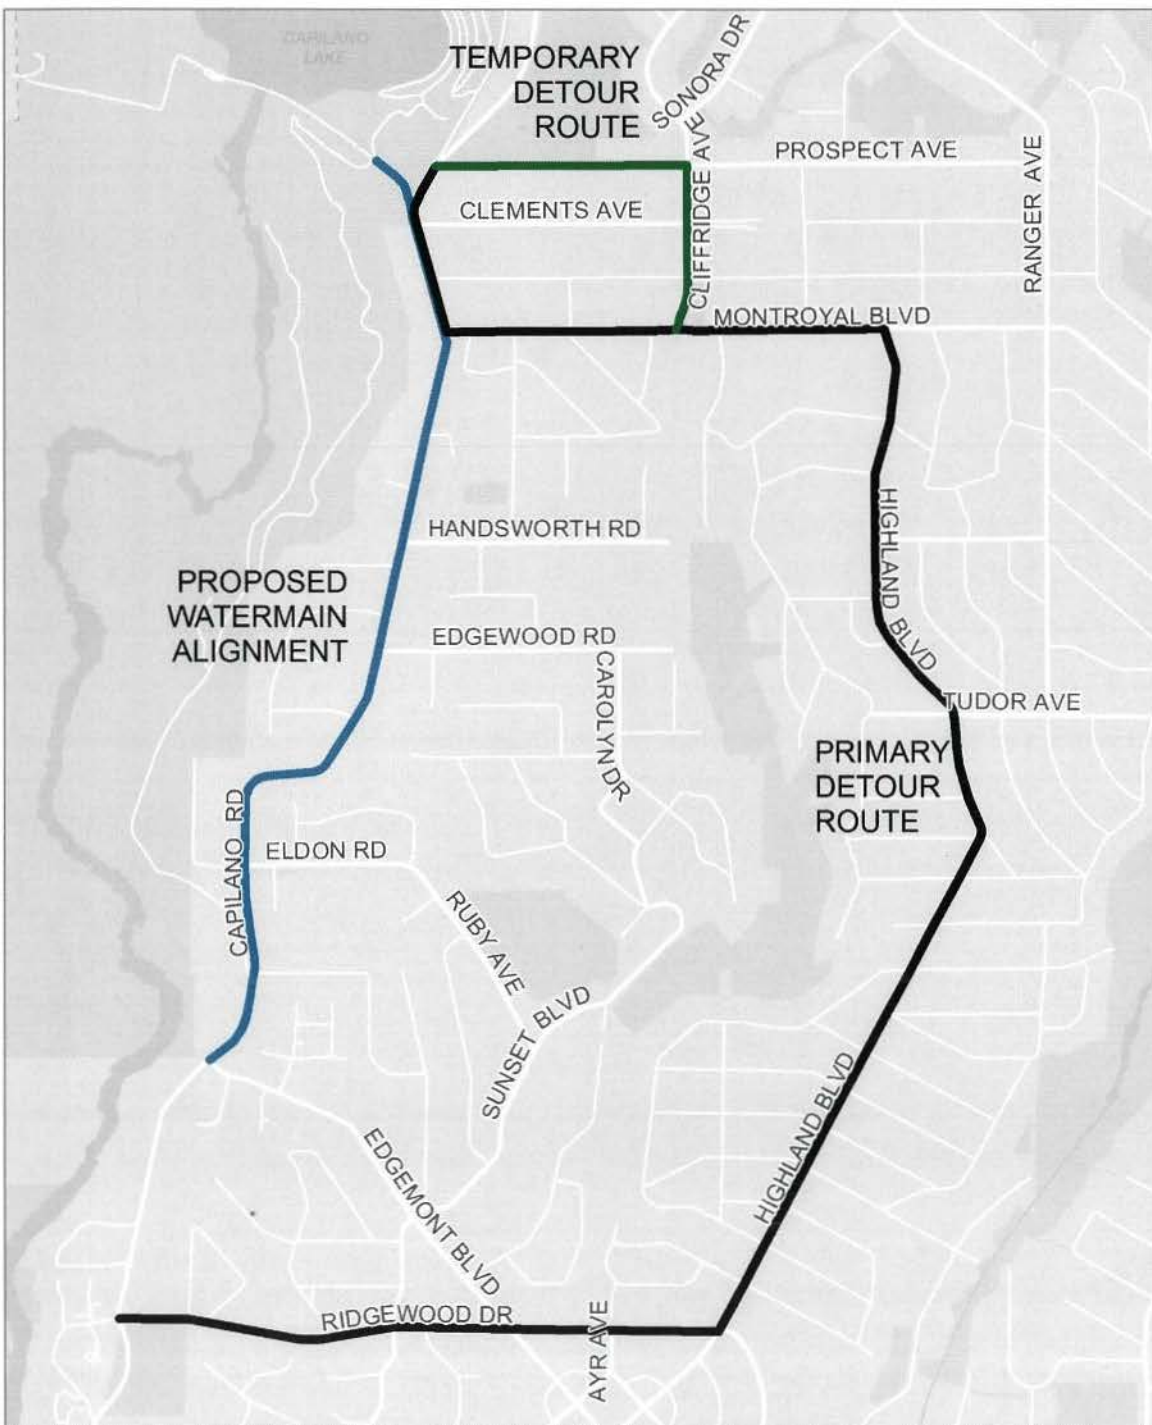 CAPILANO
LAKE
TEMPORARY
DETOUR
ROUTE
SONORA DR
CLIFFRIDGE AVE
PROSPECT AVE
RANGER AVE
CLEMENTS AVE
MONTROYAL BLVD
HANDSWORTH RD
HIGHLAND BLVD
PROPOSED
WATERMAIN
ALIGNMENT
EDGEWOOD RD
CAROLYN DR
TUDOR AVE
PRIMARY
DETOUR
ROUTE
CAPILANO RD
ELDON RD
RUBY AVE
SUNSET BLVD
HIGHLAND BLVD
EDGEMONT BLVD
RIDGEWOOD DR
AYR AVE